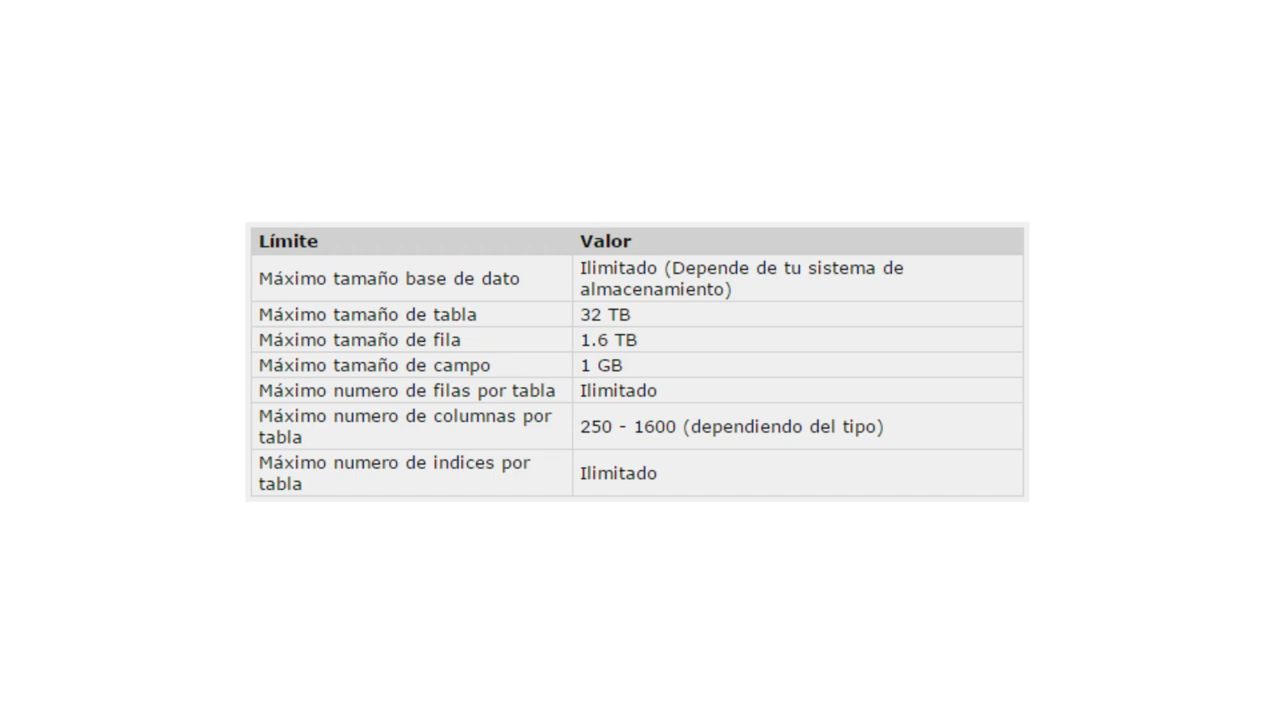 Límite Valor
Máximo tamaño base de dato Ilimitado (Depende de tu sistema de
almacenamiento)
Máximo tamaño de tabla 32 TB
Máximo tamaño de fila 1.6 TB
Máximo tamaño de campo 1 GB
Máximo numero de filas por tabla Ilimitado
Máximo numero de columnas por
tabla 250 - 1600 (dependiendo del tipo)
Máximo numero de indices por
tabla Ilimitado